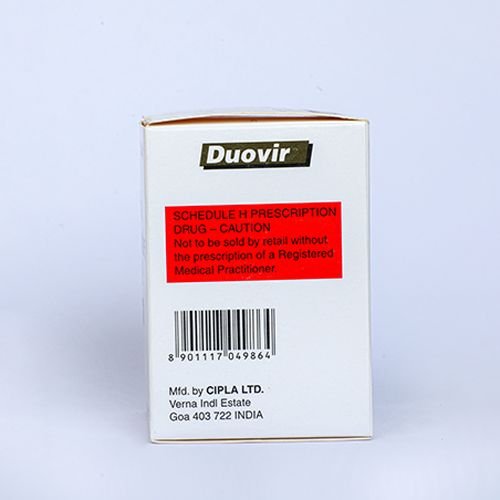 Duovir
SCHEDULE H PRESCRIPTION
DRUG – CAUTION
Not to be sold by retail without
the prescription of a Registered
Medical Practitioner.
8 901117 049864
Mfd. by CIPLA LTD.
Verna Indl Estate
Goa 403 722 INDIA